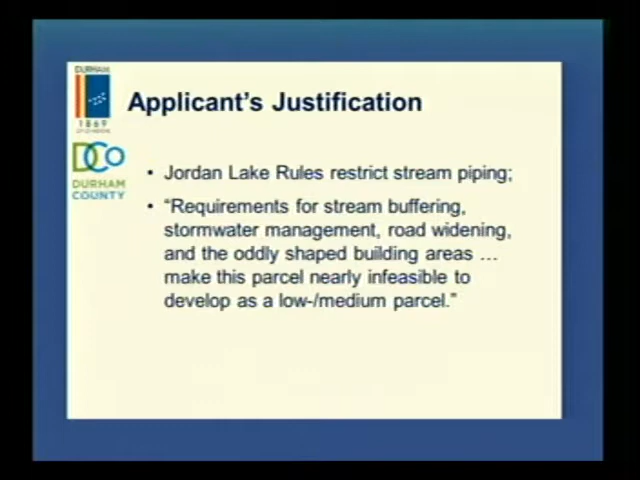 DURHAM
1869
Applicant's Justification
DCo
DURHAM
COUNTY
• Jordan Lake Rules restrict stream piping;
• “Requirements for stream buffering,
stormwater management, road widening,
and the oddly shaped building areas …
make this parcel nearly infeasible to
develop as a low-/medium parcel.”